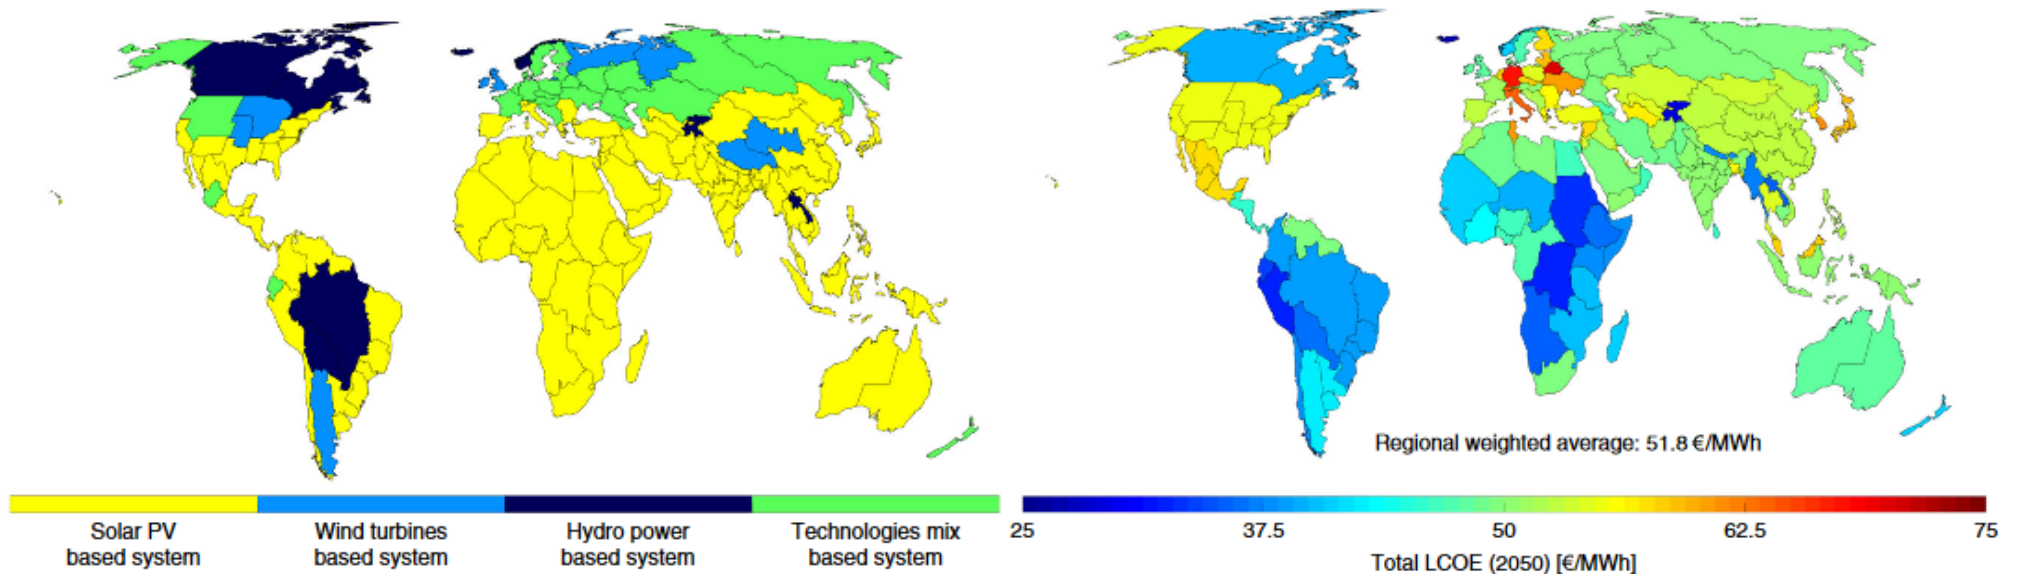 Regional weighted average: 51.8 €/MWh
Solar PV
based system
Wind turbines
based system
Hydro power
based system
Technologies mix
based system
25 37.5 50 62.5 75
Total LCOE (2050) [€/MWh]